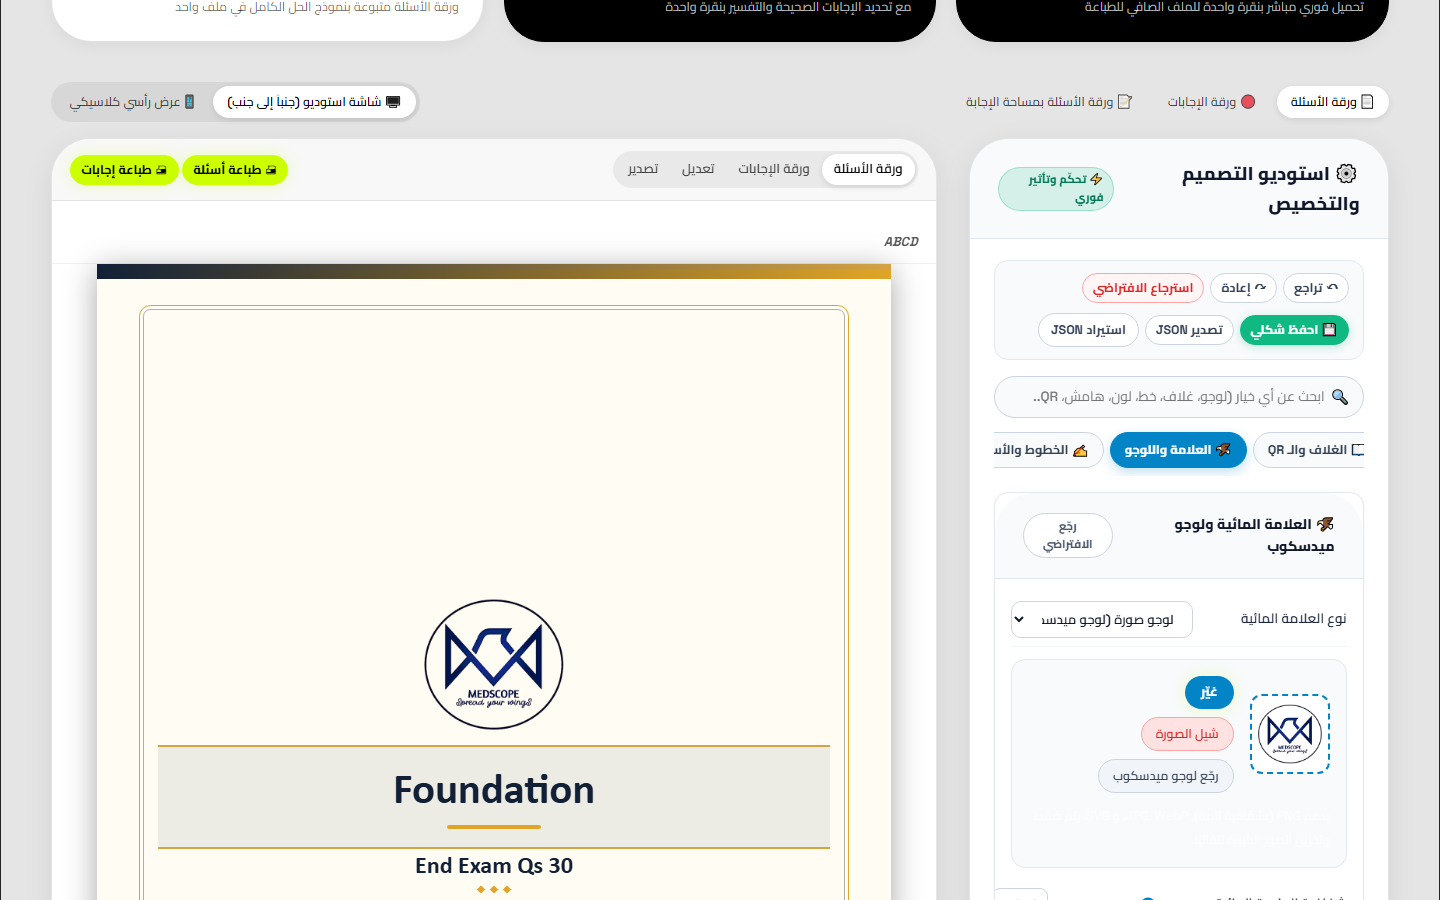 تحميل فوري مباشر بنقرة واحدة للملف الصافي للطباعة
مع تحديد الإجابات الصحيحة والتفسير بنقرة واحدة
ورقة الأسئلة متبوعة بنموذج الحل الكامل في ملف واحد
ورقة الأسئلة
ورقة الإجابات
ورقة الأسئلة بمساحة الإجابة
شاشة استوديو (جنباً إلى جنب)
عرض رأسي كلاسيكي
استوديو التصميم والتخصيص
تحكّم وتأثير فوري
تراجع
إعادة
استرجاع الافتراضي
احفظ شكلي
تصدير JSON
استيراد JSON
ابحث عن أي خيار (لوجو، غلاف، خط، لون، هامش، QR..
الغلاف والـ QR
العلامة واللوجو
الخطوط والأس
العلامة المائية ولوجو ميدسكوب
رجّع الافتراضي
نوع العلامة المائية
لوجو صورة (لوجو ميدسـ
غيّر
شيل الصورة
رجّع لوجو ميدسكوب
ورقة الأسئلة
ورقة الإجابات
تعديل
تصدير
طباعة أسئلة
طباعة إجابات
ABCD
MEDSCOPE
Spread your wings
Foundation
End Exam Qs 30
MEDSCOPE